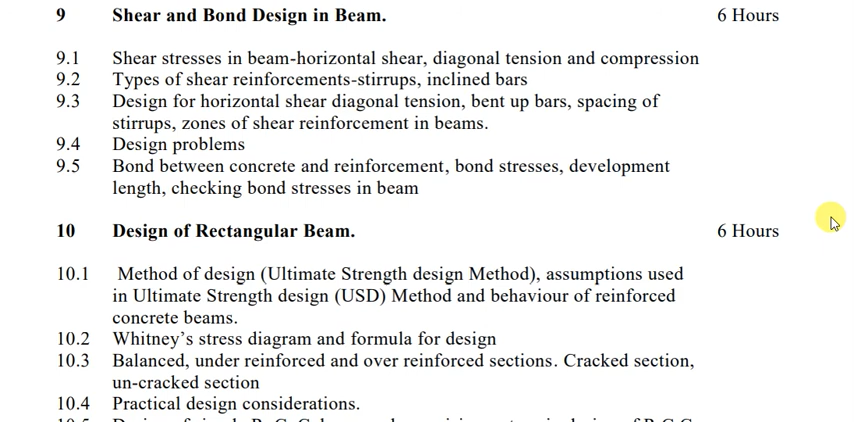 9 Shear and Bond Design in Beam. 6 Hours
9.1 Shear stresses in beam-horizontal shear, diagonal tension and compression
9.2 Types of shear reinforcements-stirrups, inclined bars
9.3 Design for horizontal shear diagonal tension, bent up bars, spacing of
stirrups, zones of shear reinforcement in beams.
9.4 Design problems
9.5 Bond between concrete and reinforcement, bond stresses, development
length, checking bond stresses in beam
10 Design of Rectangular Beam. 6 Hours
10.1 Method of design (Ultimate Strength design Method), assumptions used
in Ultimate Strength design (USD) Method and behaviour of reinforced
concrete beams.
10.2 Whitney’s stress diagram and formula for design
10.3 Balanced, under reinforced and over reinforced sections. Cracked section,
un-cracked section
10.4 Practical design considerations.